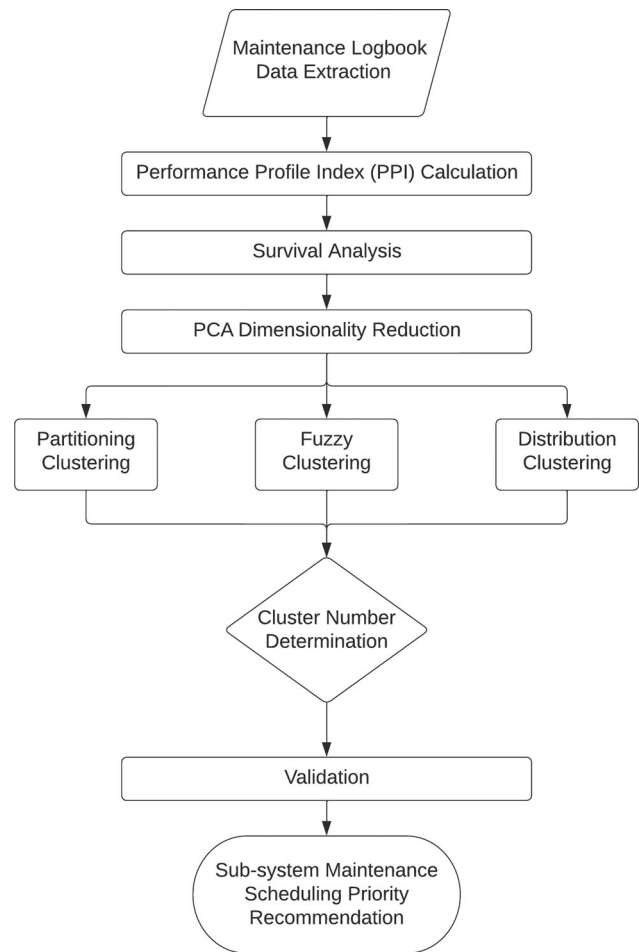 Maintenance Logbook
Data Extraction
Performance Profile Index (PPI) Calculation
Survival Analysis
PCA Dimensionality Reduction
Partitioning
Clustering
Fuzzy
Clustering
Distribution
Clustering
Cluster Number
Determination
Validation
Sub-system Maintenance
Scheduling Priority
Recommendation